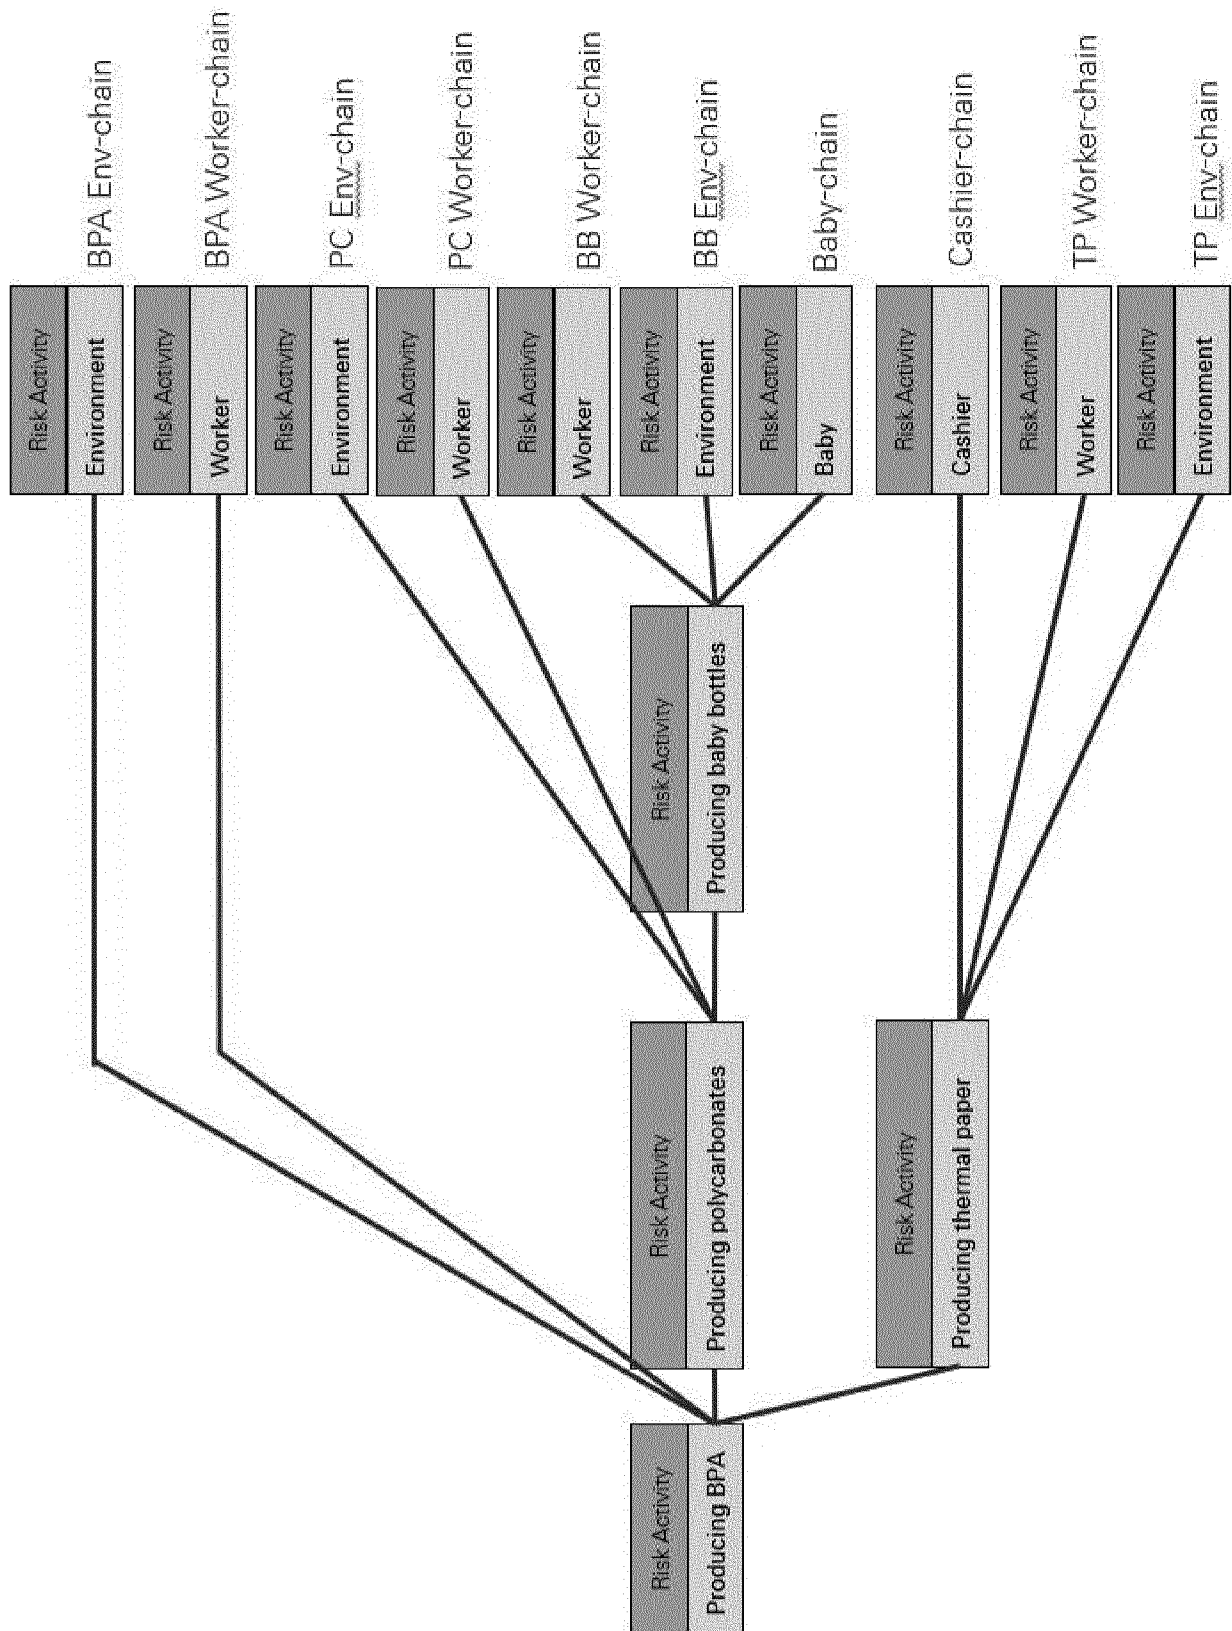 Risk Activity
Producing BPA
Risk Activity
Producing polycarbonates
Risk Activity
Producing thermal paper
Risk Activity
Producing baby bottles
Risk Activity
Environment
BPA Env-chain
Risk Activity
Worker
BPA Worker-chain
Risk Activity
Environment
PC Env-chain
Risk Activity
Worker
PC Worker-chain
Risk Activity
Worker
BB Worker-chain
Risk Activity
Environment
BB Env-chain
Risk Activity
Baby
Baby-chain
Risk Activity
Cashier
Cashier-chain
Risk Activity
Worker
TP Worker-chain
Risk Activity
Environment
TP Env-chain